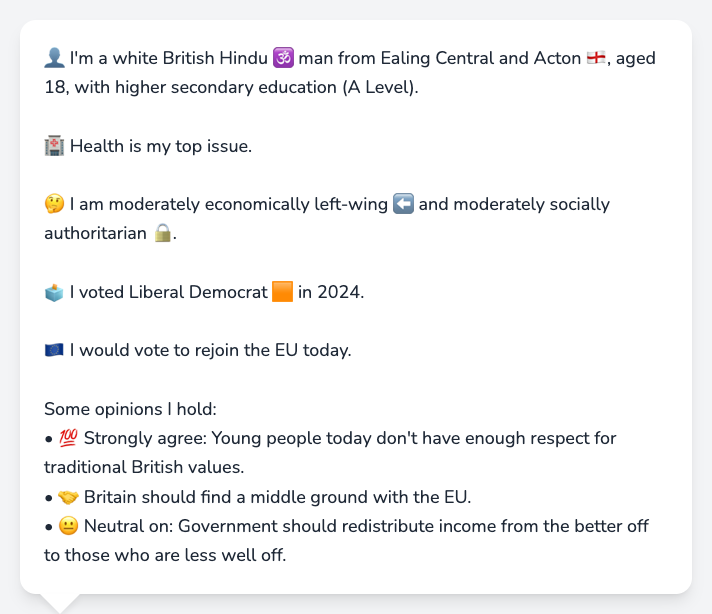 👤 I'm a white British Hindu 🕉️ man from Ealing Central and Acton 🏴󠁧󠁢󠁥󠁮󠁧󠁿, aged
18, with higher secondary education (A Level).
🏥 Health is my top issue.
🤔 I am moderately economically left-wing ⬅️ and moderately socially
authoritarian 🔒.
🗳️ I voted Liberal Democrat 🟧 in 2024.
🇪🇺 I would vote to rejoin the EU today.
Some opinions I hold:
• 💯 Strongly agree: Young people today don't have enough respect for
traditional British values.
• 🤝 Britain should find a middle ground with the EU.
• 😐 Neutral on: Government should redistribute income from the better off
to those who are less well off.